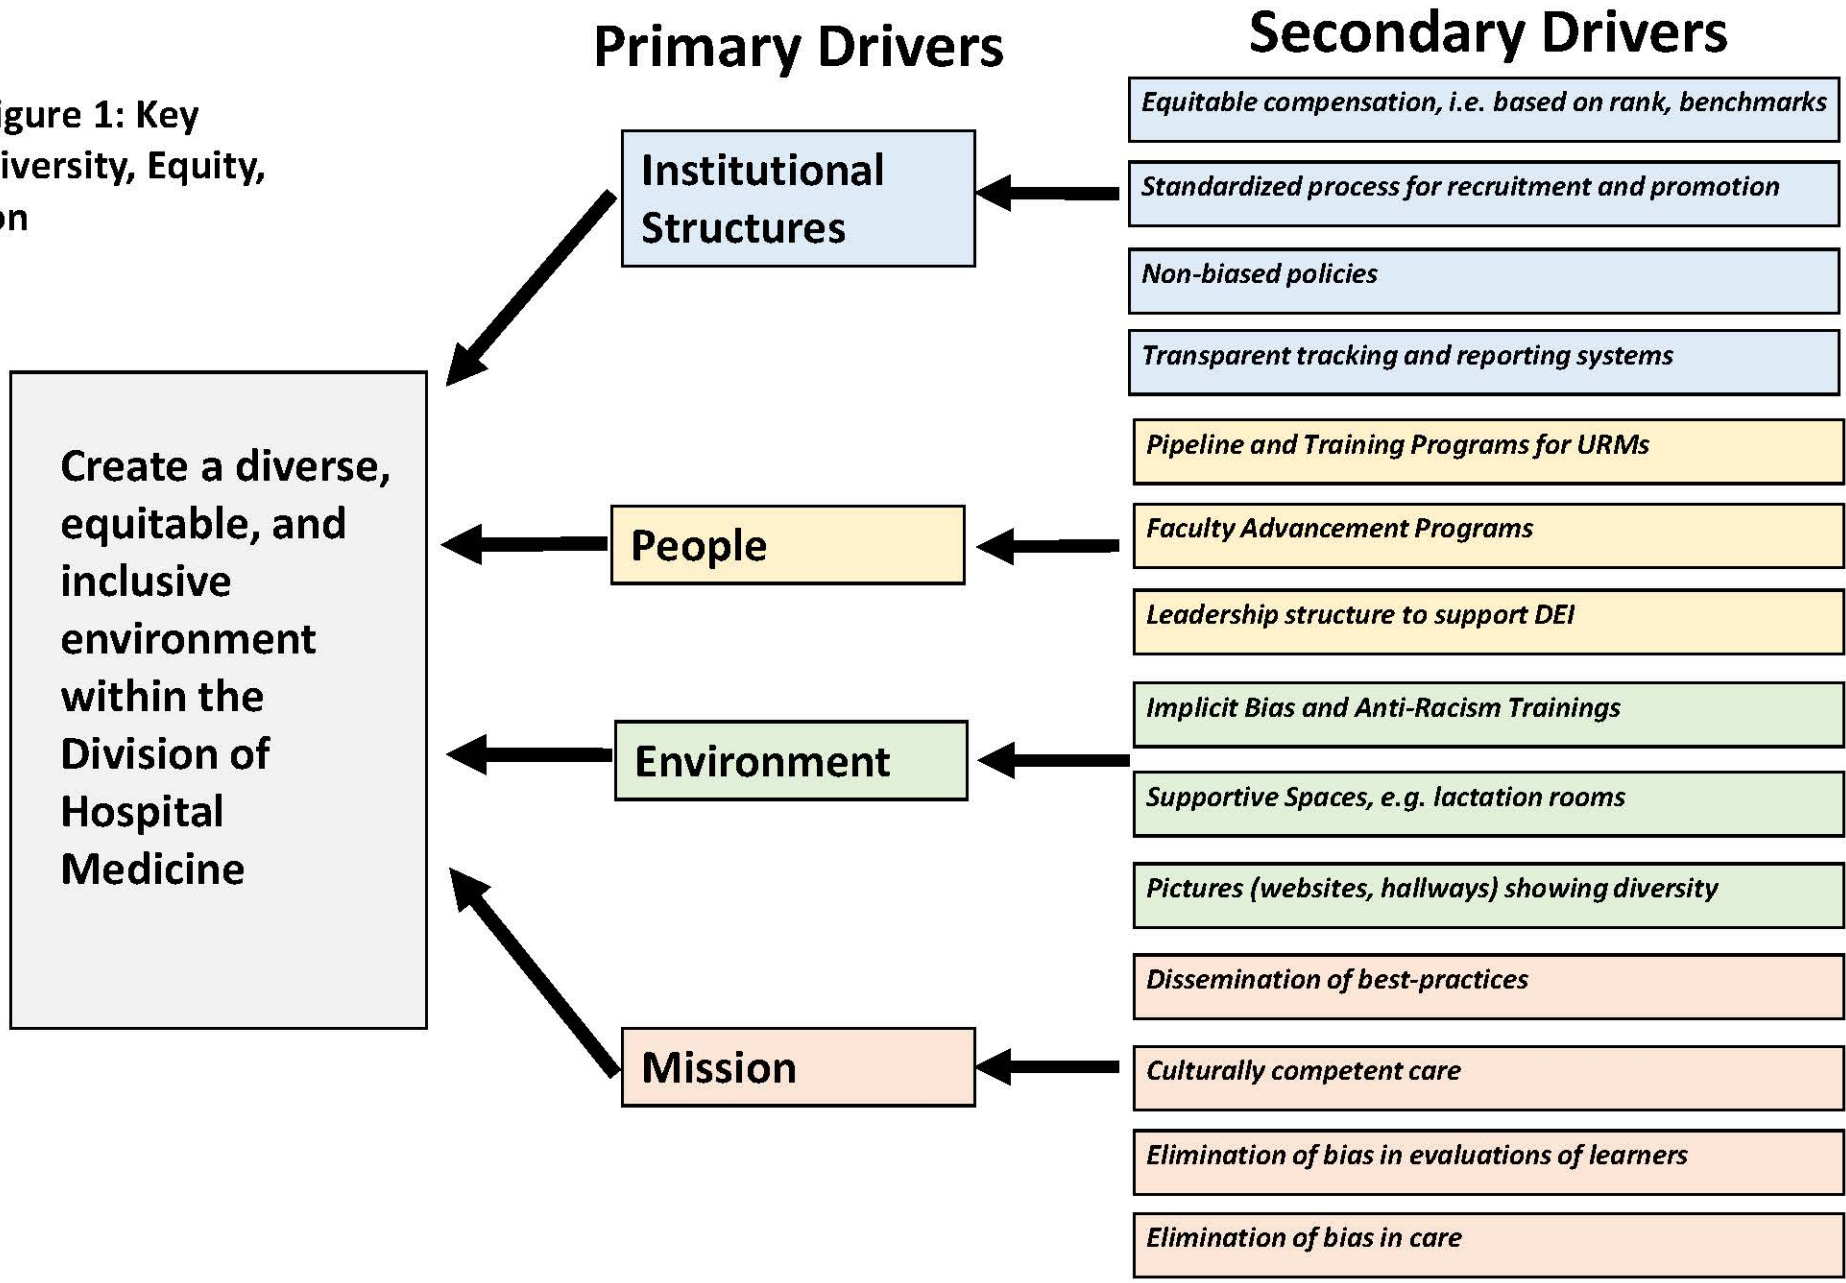 Primary Drivers
Secondary Drivers
igure 1: Key
iversity, Equity,
on
Create a diverse,
equitable, and
inclusive
environment
within the
Division of
Hospital
Medicine
Institutional
Structures
People
Environment
Mission
Equitable compensation, i.e. based on rank, benchmarks
Standardized process for recruitment and promotion
Non-biased policies
Transparent tracking and reporting systems
Pipeline and Training Programs for URMs
Faculty Advancement Programs
Leadership structure to support DEI
Implicit Bias and Anti-Racism Trainings
Supportive Spaces, e.g. lactation rooms
Pictures (websites, hallways) showing diversity
Dissemination of best-practices
Culturally competent care
Elimination of bias in evaluations of learners
Elimination of bias in care